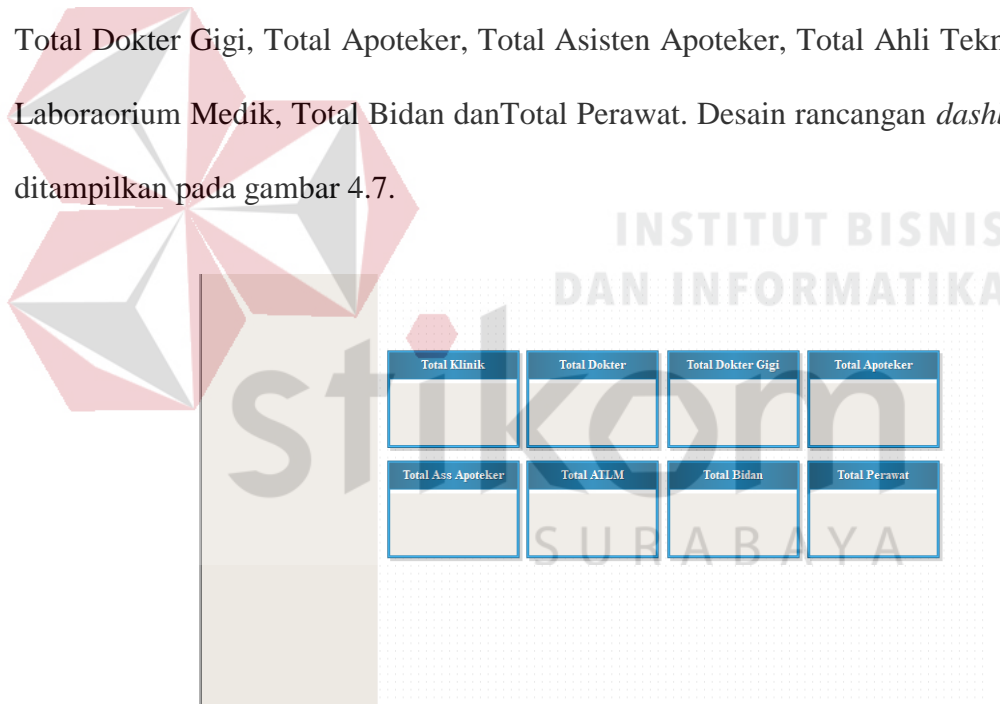 Total Dokter Gigi, Total Apoteker, Total Asisten Apoteker, Total Ahli
Laboraorium Medik, Total Bidan danTotal Perawat. Desain rancangan
ditampilkan pada gambar 4.7.
INSTITUT BISNIS
DAN INFORMATIKA
stikom
SURABAYA
Total Klinik Total Dokter Total Dokter Gigi Total Apoteker
Total Ass Apoteker Total ATLM Total Bidan Total Perawat